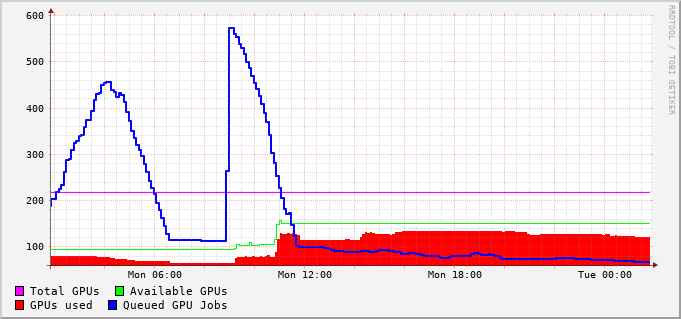 600
500
400
300
200
100
Mon 06:00 Mon 12:00 Mon 18:00 Tue 00:00
Total GPUs Available GPUs
GPUs used Queued GPU Jobs
RRDTOOL / TOBI OETIKER